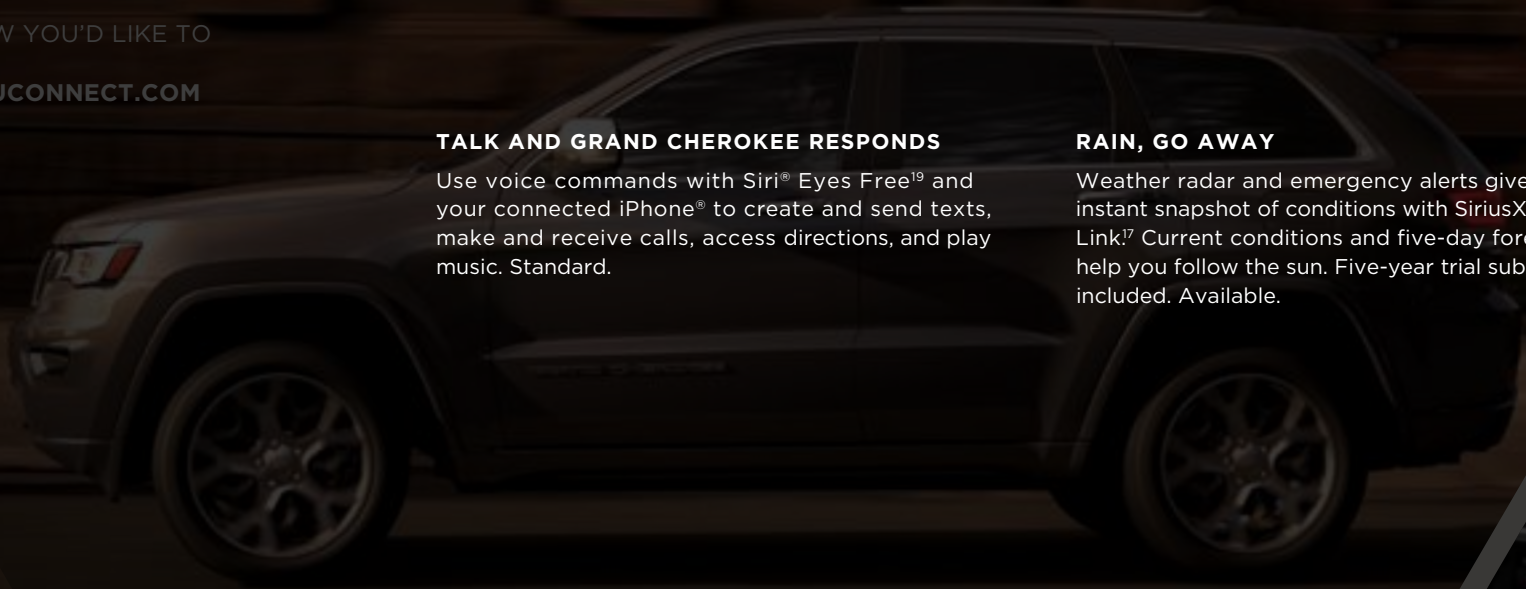 YOU'D LIKE TO
UCONNECT.COM
TALK AND GRAND CHEROKEE RESPONDS
Use voice commands with Siri® Eyes Free19 and
your connected iPhone® to create and send texts,
make and receive calls, access directions, and play
music. Standard.
RAIN, GO AWAY
Weather radar and emergency alerts give
instant snapshot of conditions with SiriusX
Link.17 Current conditions and five-day fore
help you follow the sun. Five-year trial sub
included. Available.